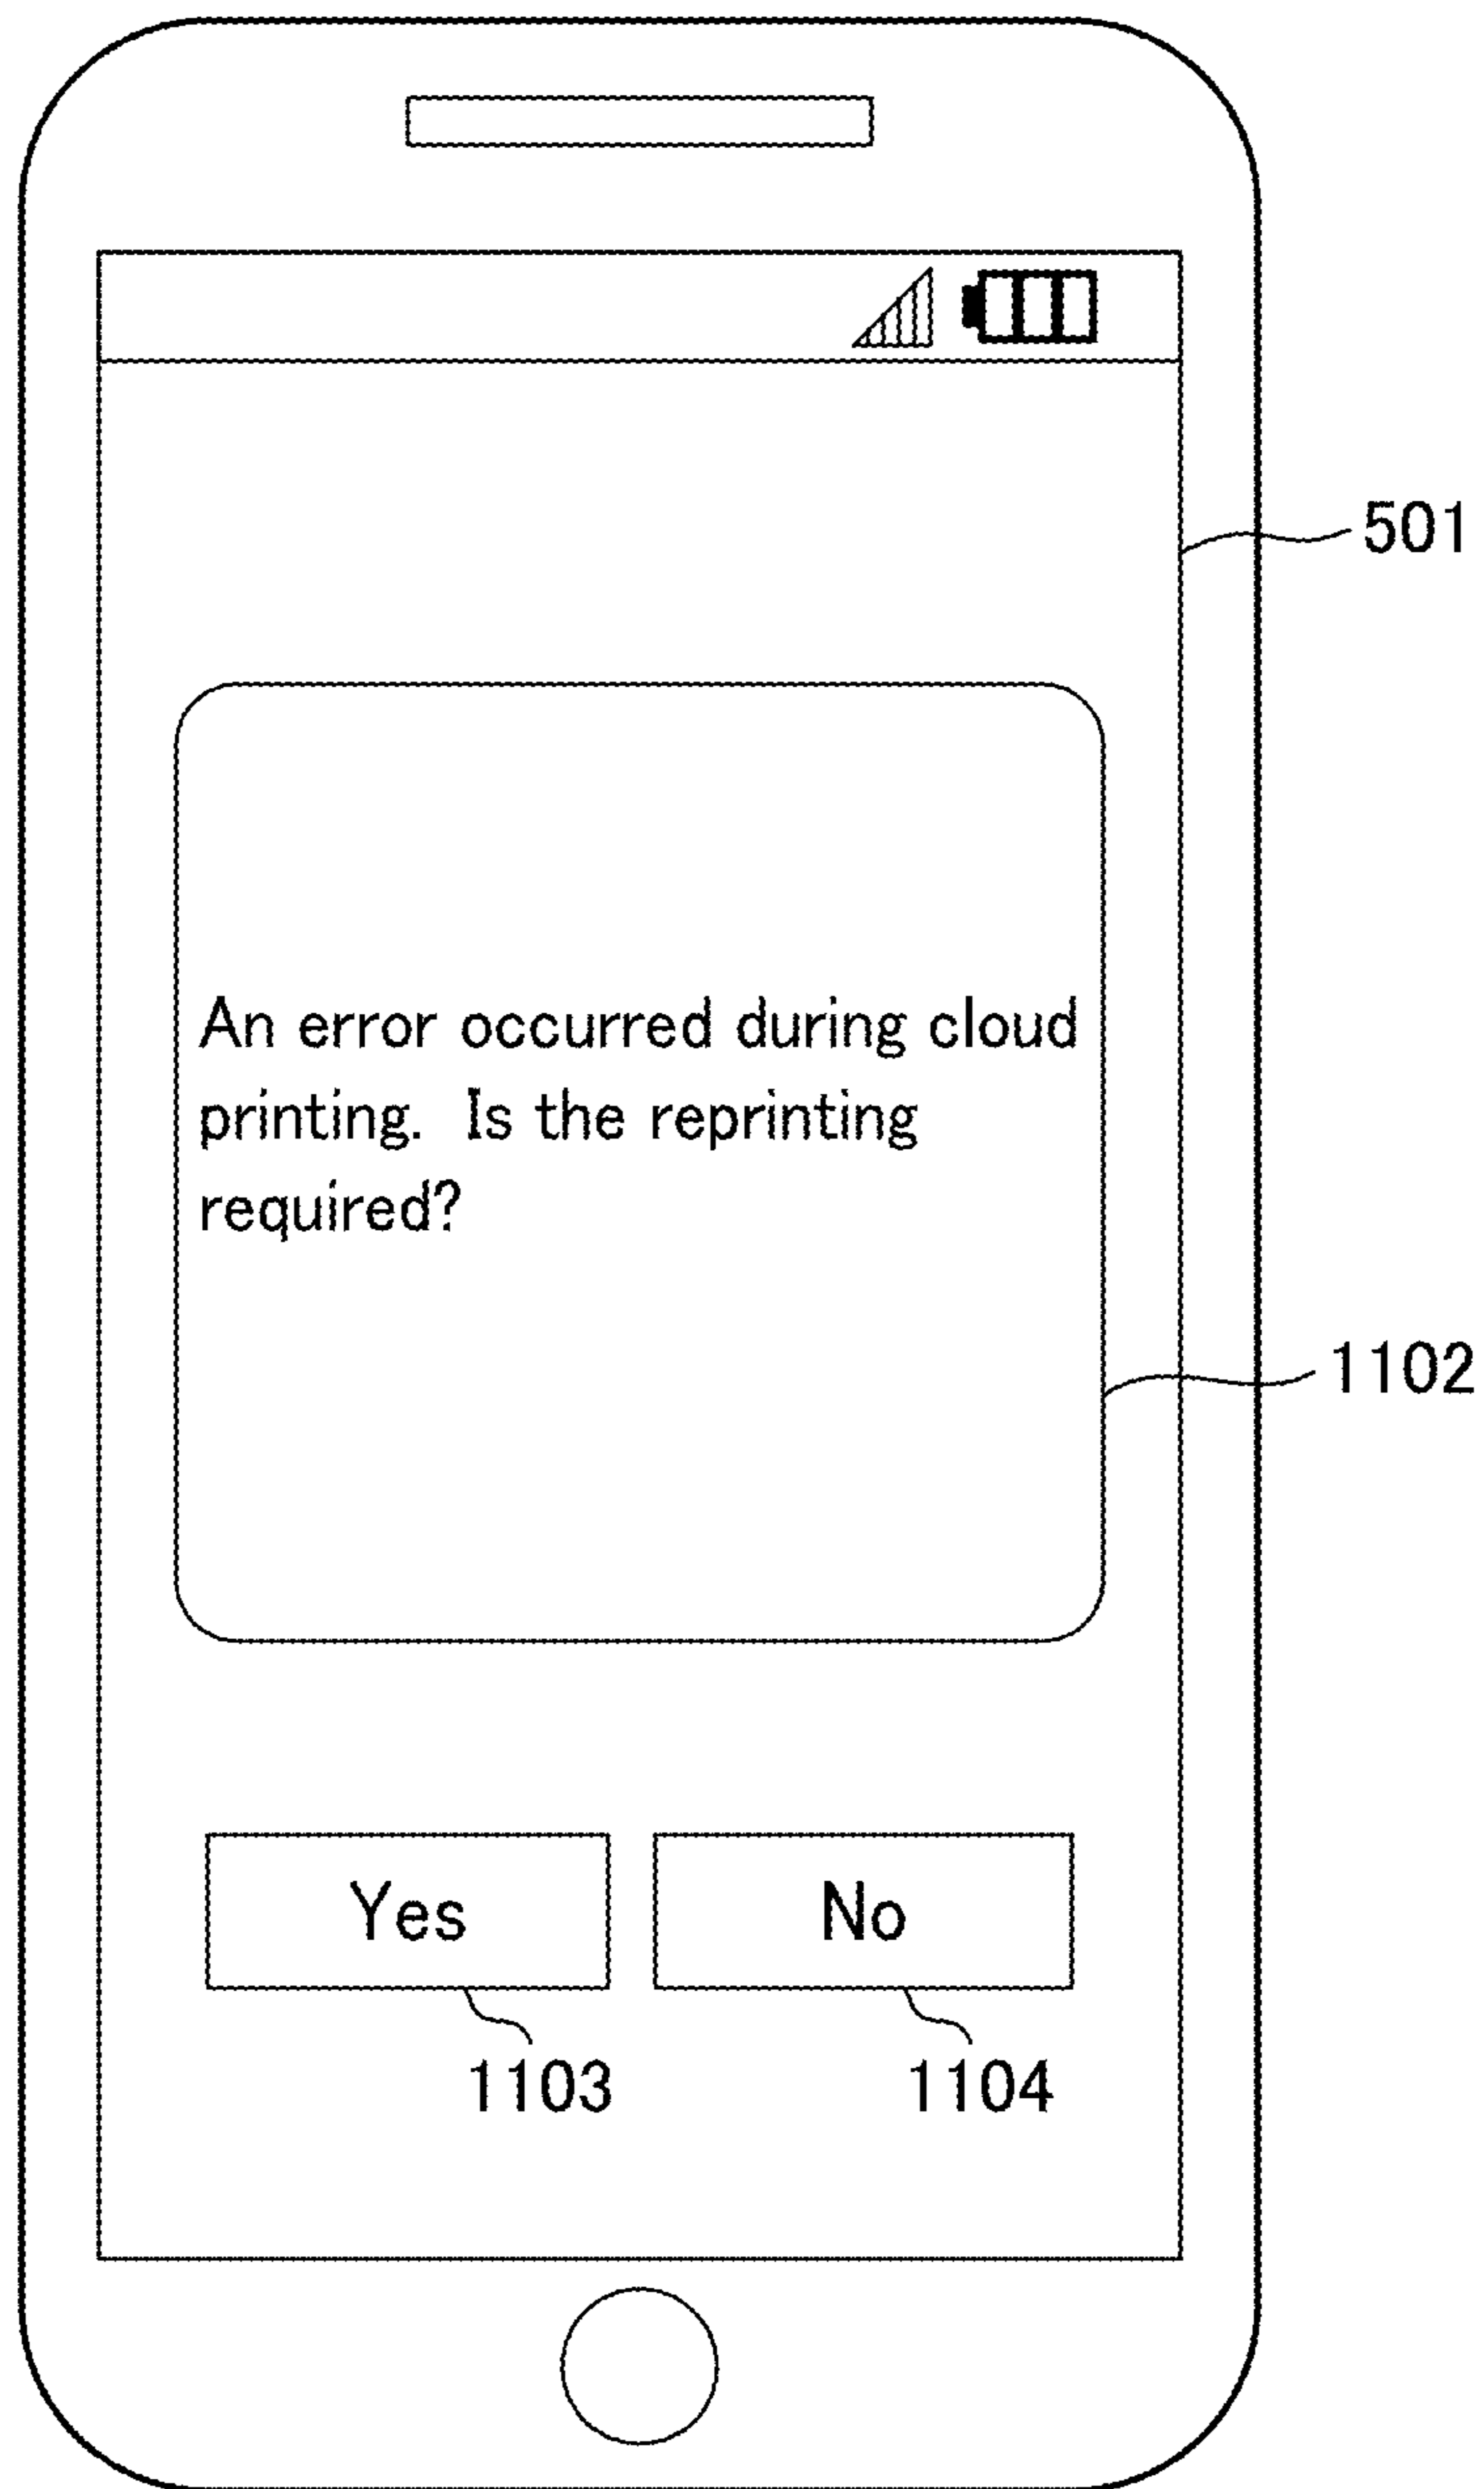 501
An error occurred during cloud
printing. Is the reprinting
required?
1102
Yes No
1103 1104